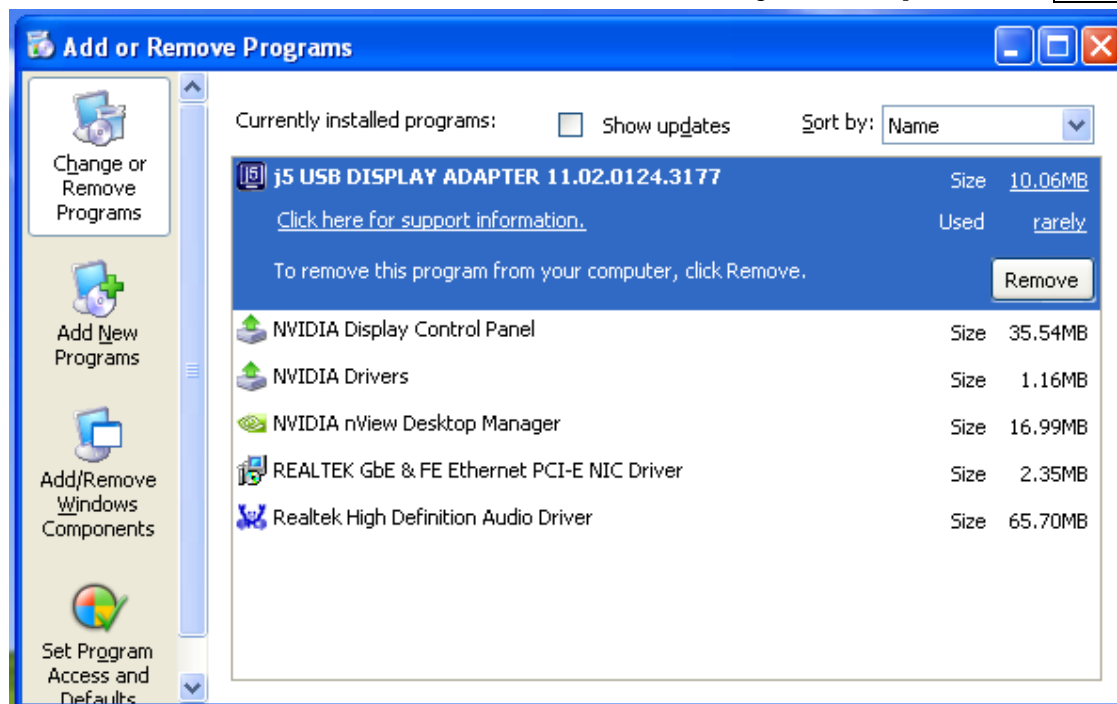 Add or Remove Programs
Change or
Remove
Programs
Add New
Programs
Add/Remove
Windows
Components
Set Program
Access and
Defaults
Currently installed programs: Show updates Sort by: Name
j5 USB DISPLAY ADAPTER 11.02.0124.3177 Size 10.06MB
Click here for support information. Used rarely
To remove this program from your computer, click Remove. Remove
NVIDIA Display Control Panel Size 35.54MB
NVIDIA Drivers Size 1.16MB
NVIDIA nView Desktop Manager Size 16.99MB
REALTEK GbE & FE Ethernet PCI-E NIC Driver Size 2.35MB
Realtek High Definition Audio Driver Size 65.70MB